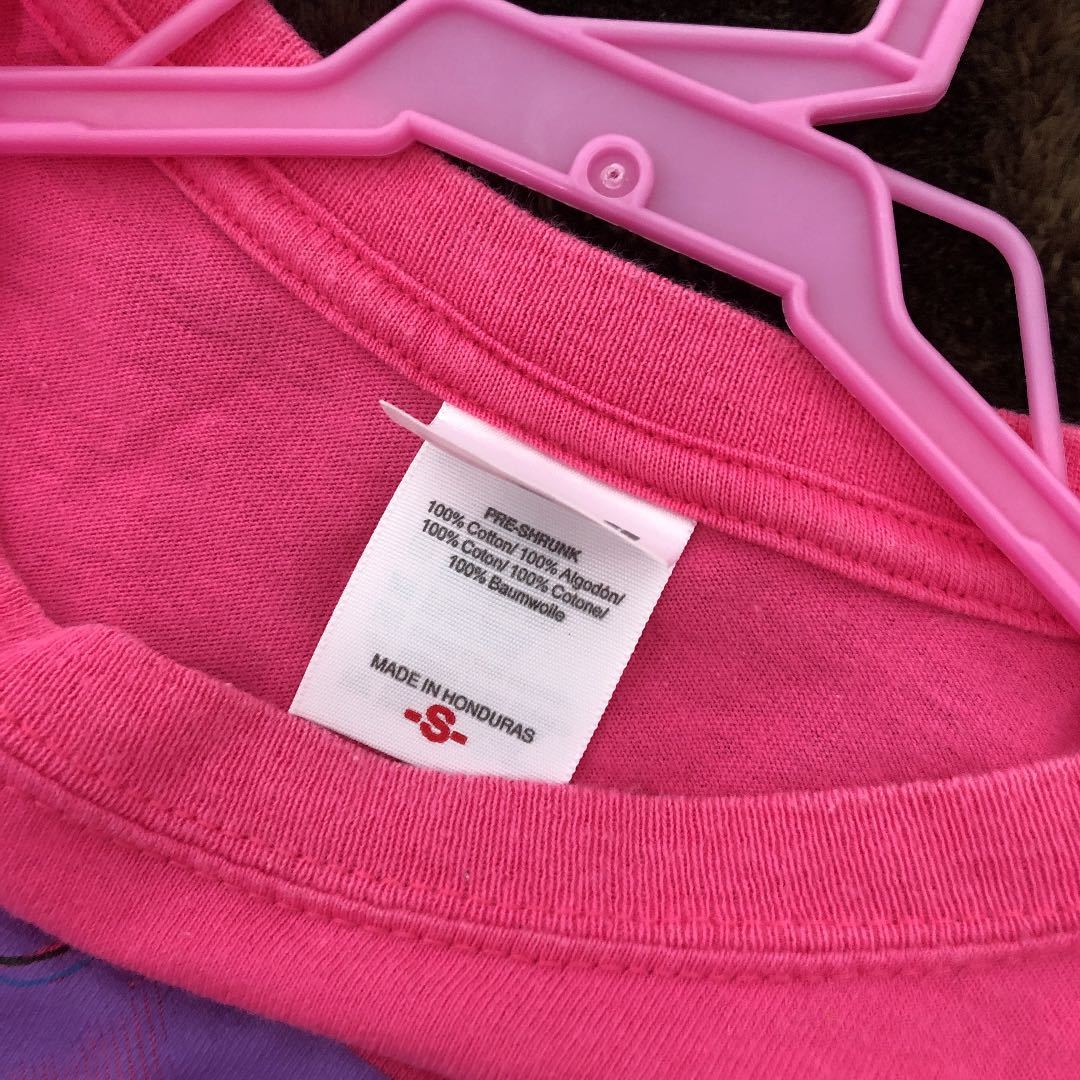 PRE-SHRUNK
100% Cotton/ 100% Algodón/
100% Coton/ 100% Cotone/
100% Baumwolle
MADE IN HONDURAS
-S-